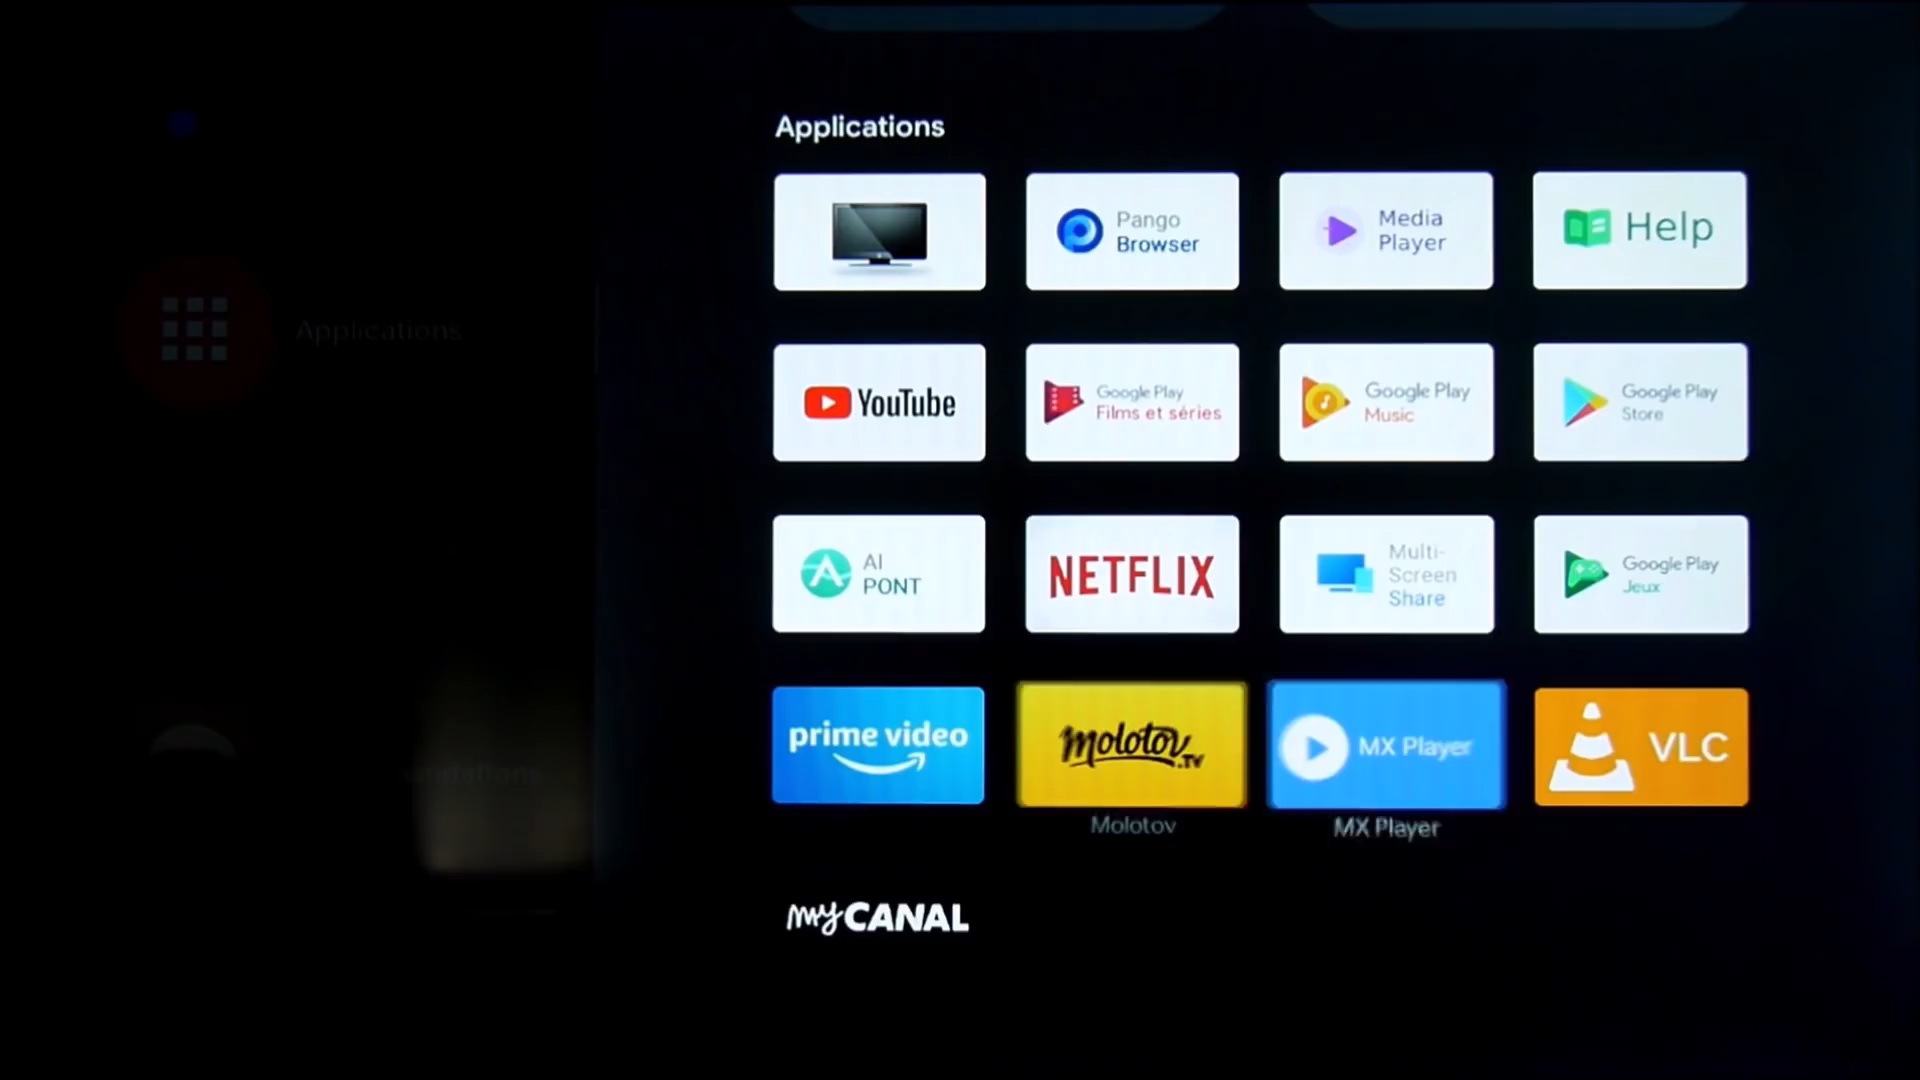 Applications
Pango
Browser
Media
Player
Help
Applications
YouTube
Google Play
Films et séries
Google Play
Music
Google Play
Store
AI
PONT
NETFLIX
Multi-
Screen
Share
Google Play
Jeux
prime video
molotov.TV
MX Player
VLC
Molotov
MX Player
myCANAL